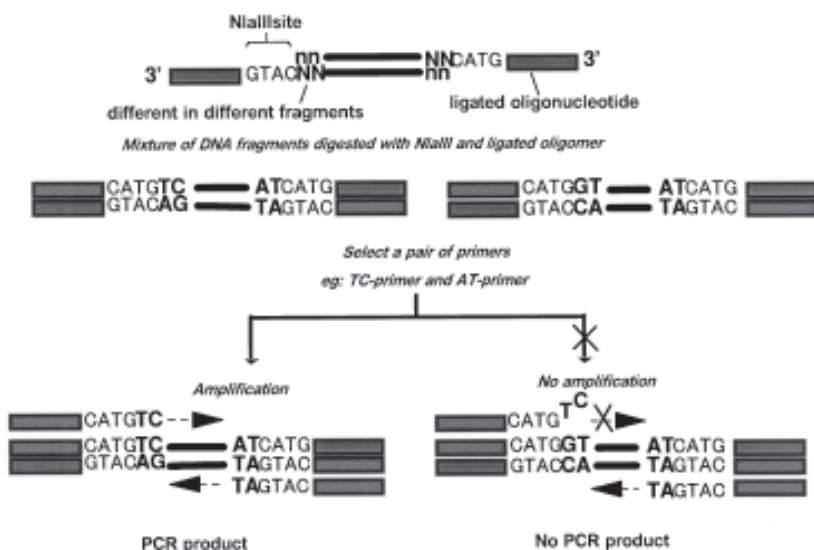 NlaIIIsite
nn NNCATG 3'
3' GTACNN nn
different in different fragments
ligated oligonucleotide
Mixture of DNA fragments digested with NlaIII and ligated oligomer
CATGTC ATCATG CATGGT ATCATG
GTACAG TAGTAC GTACCA TAGTAC
Select a pair of primers
eg: TC-primer and AT-primer
Amplification
No amplification
CATGTC CATGTC
CATGTC ATCATG CATGGT ATCATG
GTACAG TAGTAC GTACCA TAGTAC
TAGTAC TAGTAC
PCR product No PCR product